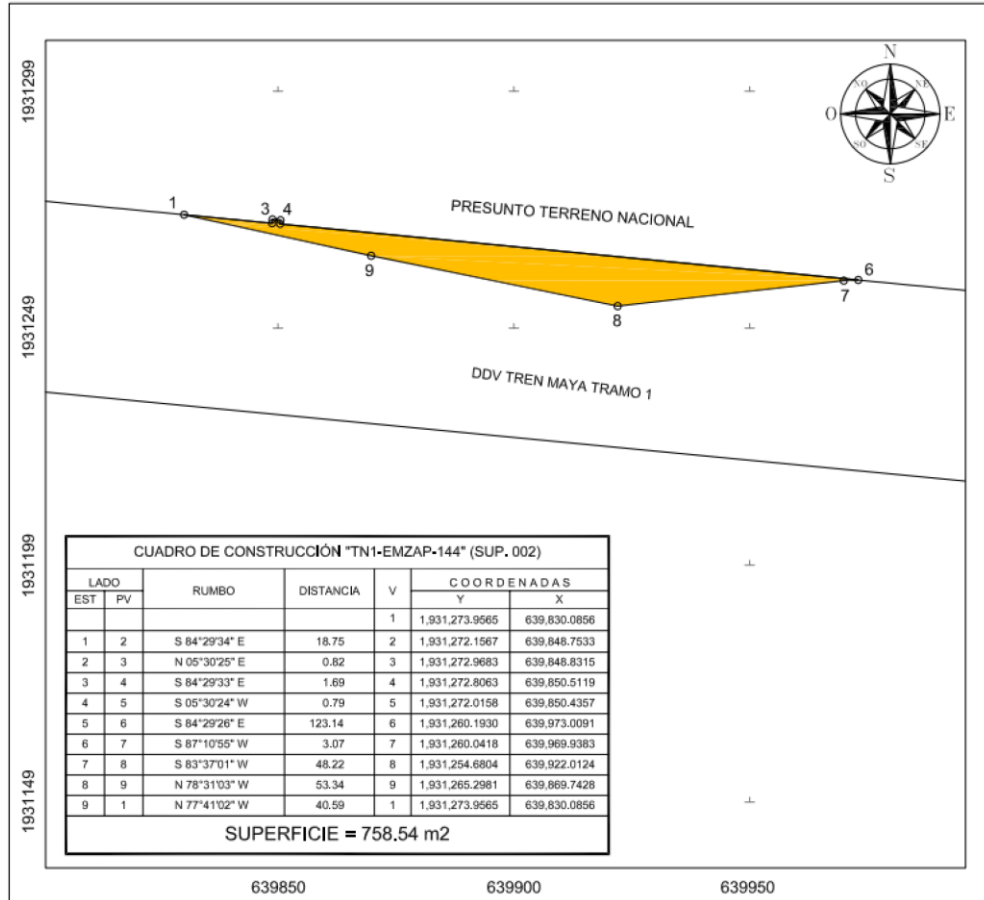 1931299
1931249
1931199
1931149
N
NO
NE
O
E
SO
SE
S
1
3
4
PRESUNTO TERRENO NACIONAL
9
6
7
8
DDV TREN MAYA TRAMO 1
CUADRO DE CONSTRUCCIÓN "TN1-EMZAP-144" (SUP. 002)
LADO RUMBO DISTANCIA V COORDENADAS
EST PV Y X
1 1,931,273.9565 639,830.0856
1 2 S 84°29'34" E 18.75 2 1,931,272.1567 639,848.7533
2 3 N 05°30'25" E 0.82 3 1,931,272.9683 639,848.8315
3 4 S 84°29'33" E 1.69 4 1,931,272.8063 639,850.5119
4 5 S 05°30'24" W 0.79 5 1,931,272.0158 639,850.4357
5 6 S 84°29'26" E 123.14 6 1,931,260.1930 639,973.0091
6 7 S 87°10'55" W 3.07 7 1,931,260.0418 639,969.9383
7 8 S 83°37'01" W 48.22 8 1,931,254.6804 639,922.0124
8 9 N 78°31'03" W 53.34 9 1,931,265.2981 639,869.7428
9 1 N 77°41'02" W 40.59 1 1,931,273.9565 639,830.0856
SUPERFICIE = 758.54 m2
639850
639900
639950